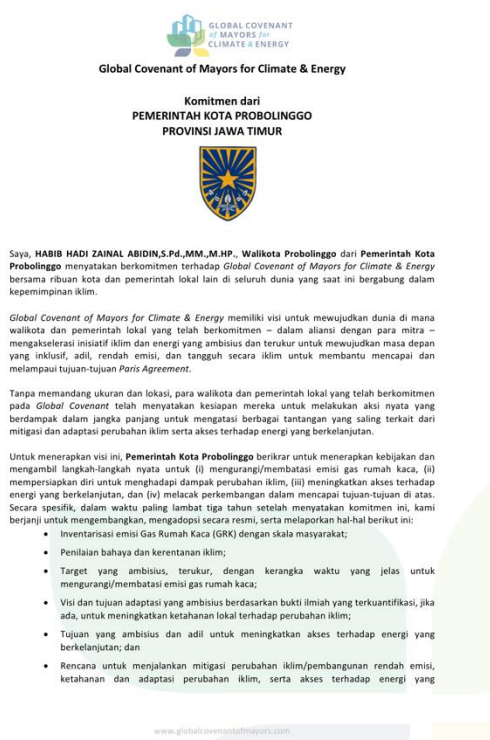 GLOBAL COVENANT
of MAYORS for
CLIMATE & ENERGY
Global Covenant of Mayors for Climate & Energy
Komitmen dari
PEMERINTAH KOTA PROBOLINGGO
PROVINSI JAWA TIMUR
Saya, HABIB HADI ZAINAL ABIDIN,S.Pd.,MM.,M.HP., Walikota Probolinggo dari Pemerintah Kota
Probolinggo menyatakan berkomitmen terhadap Global Covenant of Mayors for Climate & Energy
bersama ribuan kota dan pemerintah lokal lain di seluruh dunia yang saat ini bergabung dalam
kepemimpinan iklim.
Global Covenant of Mayors for Climate & Energy memiliki visi untuk mewujudkan dunia di mana
walikota dan pemerintah lokal yang telah berkomitmen – dalam aliansi dengan para mitra –
mengakselerasi inisiatif iklim dan energi yang ambisius dan terukur untuk mewujudkan masa depan
yang inklusif, adil, rendah emisi, dan tangguh secara iklim untuk membantu mencapai dan
melampaui tujuan-tujuan Paris Agreement.
Tanpa memandang ukuran dan lokasi, para walikota dan pemerintah lokal yang telah berkomitmen
pada Global Covenant telah menyatakan kesiapan mereka untuk melakukan aksi nyata yang
berdampak dalam jangka panjang untuk mengatasi berbagai tantangan yang saling terkait dari
mitigasi dan adaptasi perubahan iklim serta akses terhadap energi yang berkelanjutan.
Untuk menerapkan visi ini, Pemerintah Kota Probolinggo berikrar untuk menerapkan kebijakan dan
mengambil langkah-langkah nyata untuk (i) mengurangi/membatasi emisi gas rumah kaca, (ii)
mempersiapkan diri untuk menghadapi dampak perubahan iklim, (iii) meningkatkan akses terhadap
energi yang berkelanjutan, dan (iv) melacak perkembangan dalam mencapai tujuan-tujuan di atas.
Secara spesifik, dalam waktu paling lambat tiga tahun setelah menyatakan komitmen ini, kami
berjanji untuk mengembangkan, mengadopsi secara resmi, serta melaporkan hal-hal berikut ini:
• Inventarisasi emisi Gas Rumah Kaca (GRK) dengan skala masyarakat;
• Penilaian bahaya dan kerentanan iklim;
• Target yang ambisius, terukur, dengan kerangka waktu yang jelas untuk
mengurangi/membatasi emisi gas rumah kaca;
• Visi dan tujuan adaptasi yang ambisius berdasarkan bukti ilmiah yang terkuantifikasi, jika
ada, untuk meningkatkan ketahanan lokal terhadap perubahan iklim;
• Tujuan yang ambisius dan adil untuk meningkatkan akses terhadap energi yang
berkelanjutan; dan
• Rencana untuk menjalankan mitigasi perubahan iklim/pembangunan rendah emisi,
ketahanan dan adaptasi perubahan iklim, serta akses terhadap energi yang
www.globalcovenantofmayors.com